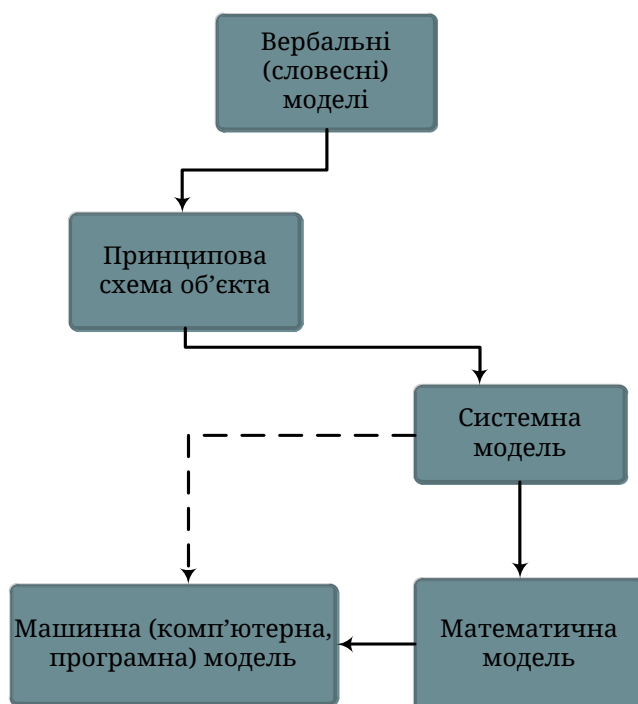 Вербальні
(словесні)
моделі
Принципова
схема об’єкта
Системна
модель
Машинна (комп’ютерна,
програмна) модель
Математична
модель